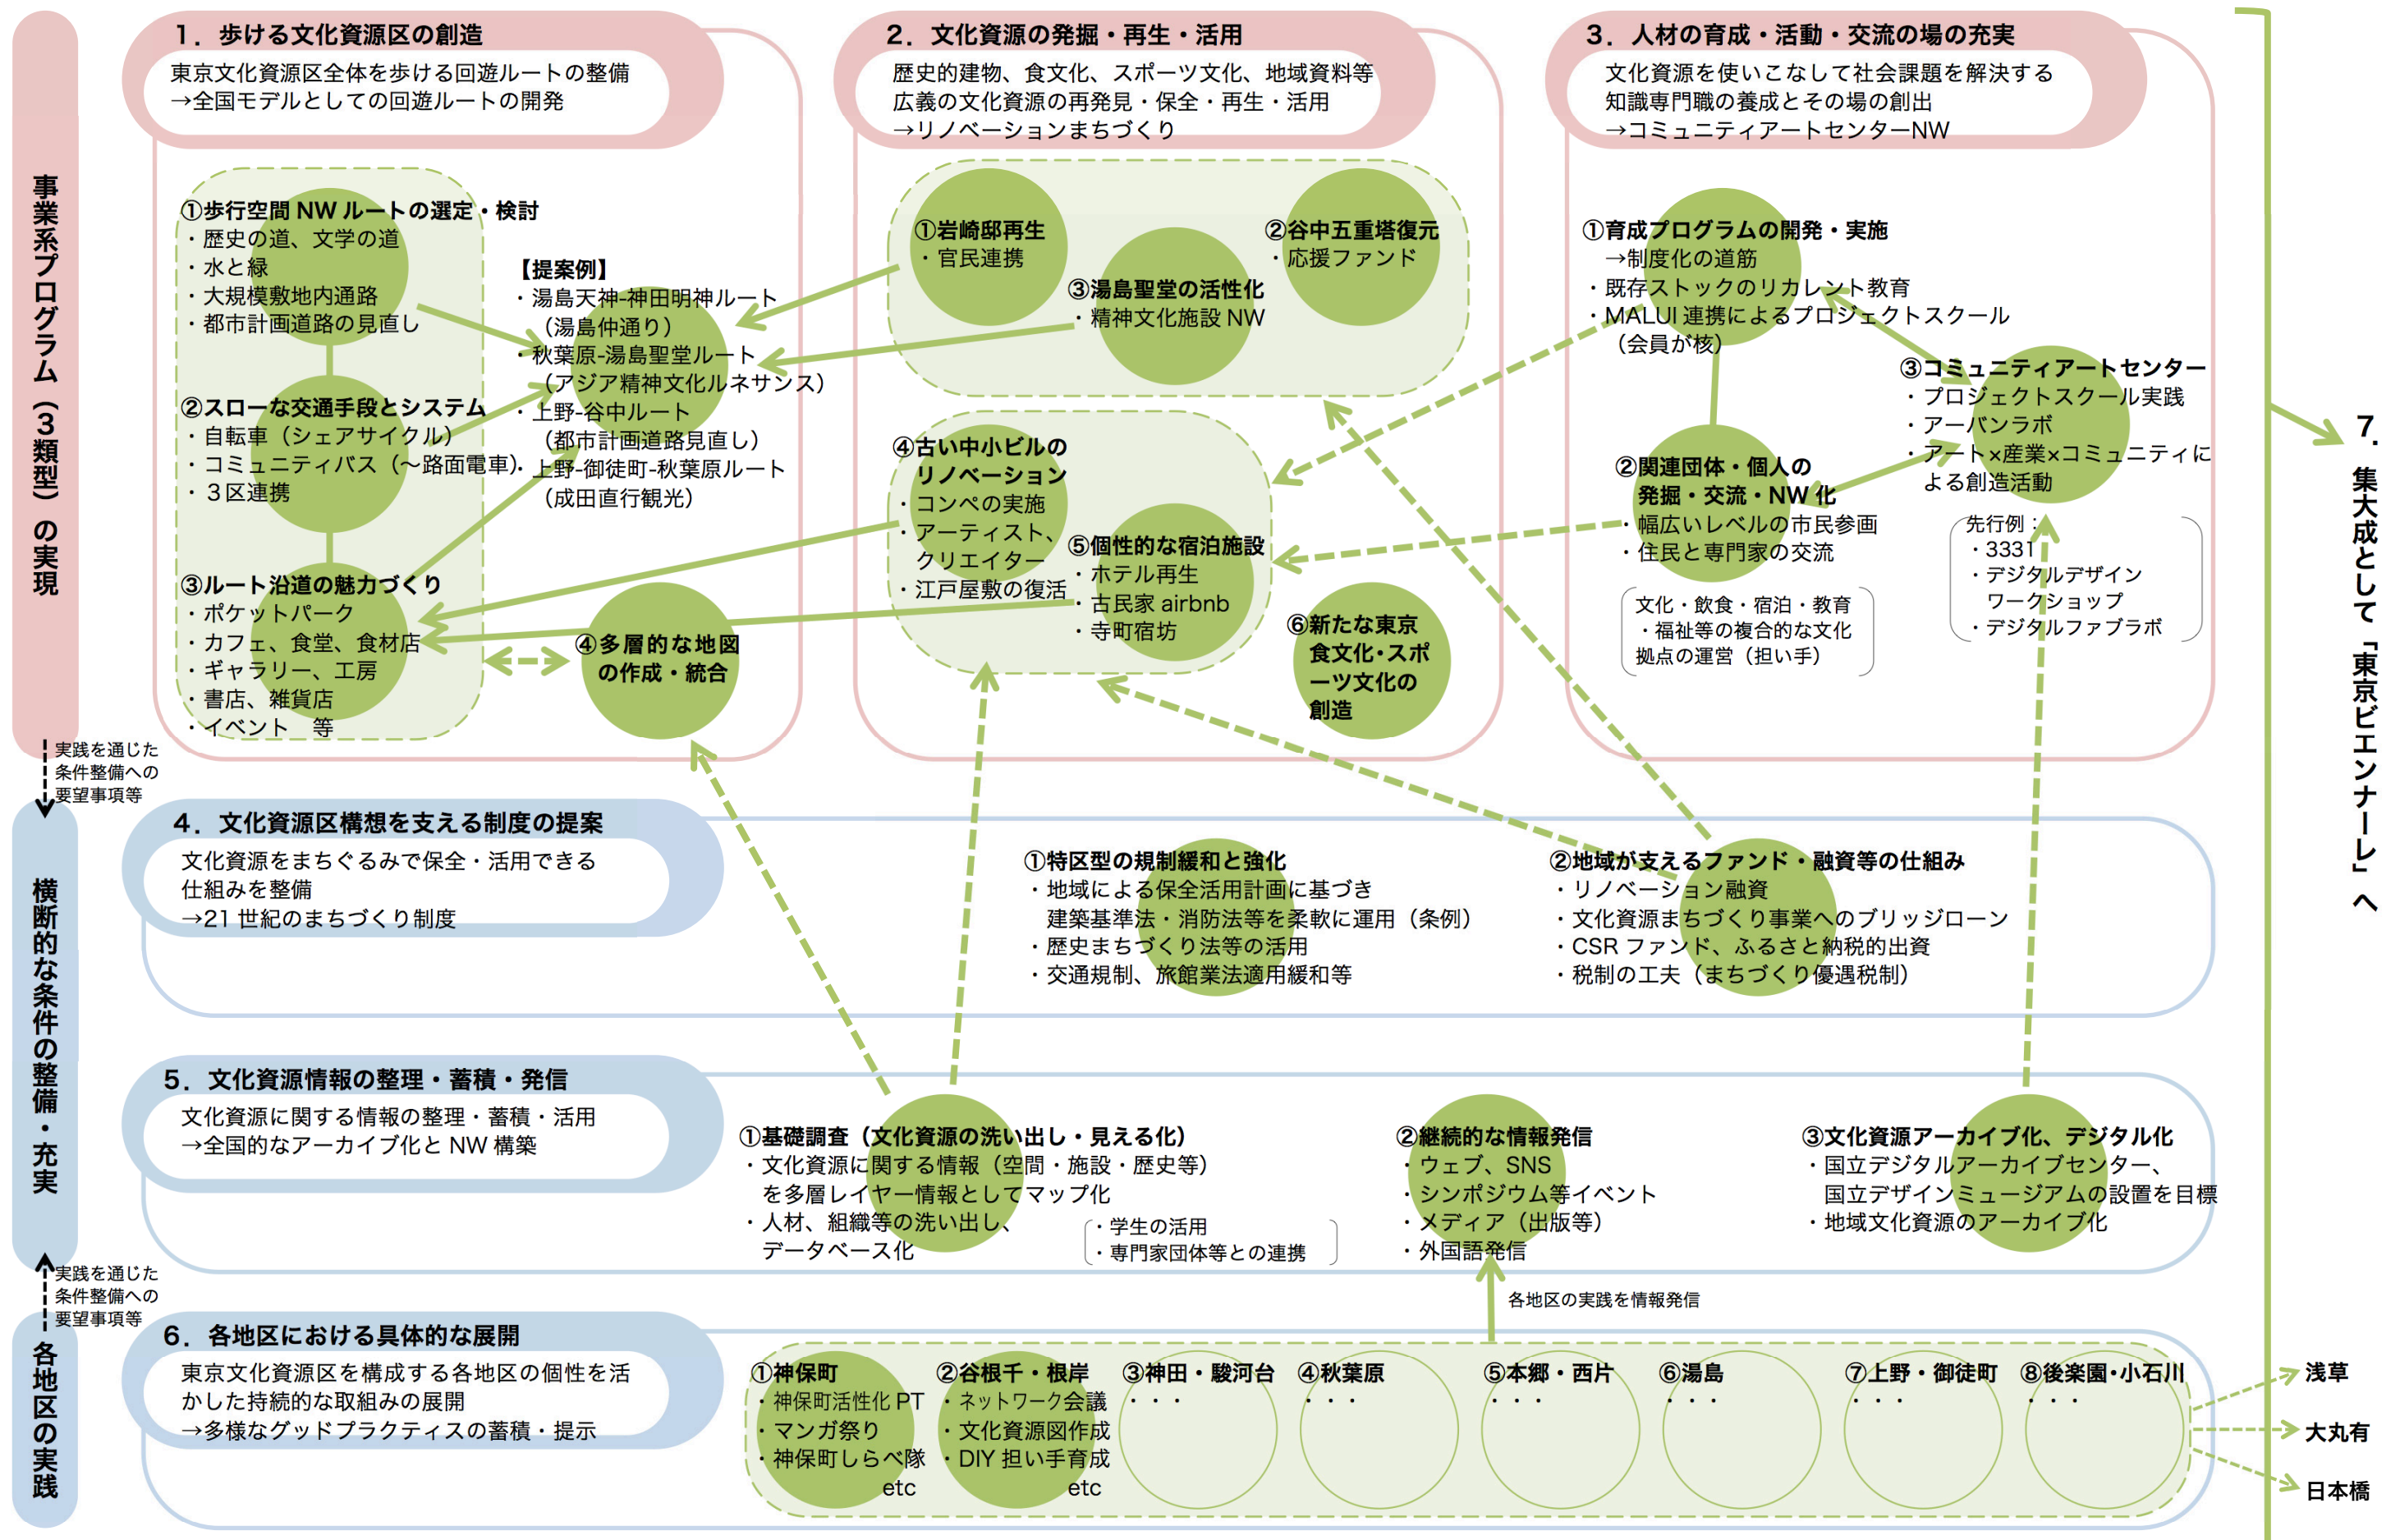 事業系プログラム（３類型）の実現
１．歩ける文化資源区の創造
東京文化資源区全体を歩ける回遊ルートの整備
→全国モデルとしての回遊ルートの開発
①歩行空間 NW ルートの選定・検討
・歴史の道、文学の道
・水と緑
・大規模敷地内通路
・都市計画道路の見直し
②スローな交通手段とシステム
・自転車（シェアサイクル）
・コミュニティバス（〜路面電車）
・３区連携
③ルート沿道の魅力づくり
・ポケットパーク
・カフェ、食堂、食材店
・ギャラリー、工房
・書店、雑貨店
・イベント　等
【提案例】
・湯島天神-神田明神ルート
（湯島仲通り）
・秋葉原-湯島聖堂ルート
（アジア精神文化ルネサンス）
・上野-谷中ルート
（都市計画道路見直し）
・上野-御徒町-秋葉原ルート
（成田直行観光）
④多層的な地図
の作成・統合
２．文化資源の発掘・再生・活用
歴史的建物、食文化、スポーツ文化、地域資料等
広義の文化資源の再発見・保全・再生・活用
→リノベーションまちづくり
①岩崎邸再生
・官民連携
②谷中五重塔復元
・応援ファンド
③湯島聖堂の活性化
・精神文化施設 NW
④古い中小ビルの
リノベーション
・コンペの実施
・アーティスト、
クリエイター
・江戸屋敷の復活
⑤個性的な宿泊施設
・ホテル再生
・古民家 airbnb
・寺町宿坊
⑥新たな東京
食文化・スポ
ーツ文化の
創造
３．人材の育成・活動・交流の場の充実
文化資源を使いこなして社会課題を解決する
知識専門職の養成とその場の創出
→コミュニティアートセンターNW
①育成プログラムの開発・実施
→制度化の道筋
・既存ストックのリカレント教育
・MALUI 連携によるプロジェクトスクール
（会員が核）
②関連団体・個人の
発掘・交流・NW 化
・幅広いレベルの市民参画
・住民と専門家の交流
文化・飲食・宿泊・教育
・福祉等の複合的な文化
拠点の運営（担い手）
③コミュニティアートセンター
・プロジェクトスクール実践
・アーバンラボ
・アート×産業×コミュニティに
よる創造活動
先行例：
・3331
・デジタルデザイン
ワークショップ
・デジタルファブラボ
７．集大成として「東京ビエンナーレ」へ
実践を通じた
条件整備への
要望事項等
横断的な条件の整備・充実
４．文化資源区構想を支える制度の提案
文化資源をまちぐるみで保全・活用できる
仕組みを整備
→21 世紀のまちづくり制度
①特区型の規制緩和と強化
・地域による保全活用計画に基づき
建築基準法・消防法等を柔軟に運用（条例）
・歴史まちづくり法等の活用
・交通規制、旅館業法適用緩和等
②地域が支えるファンド・融資等の仕組み
・リノベーション融資
・文化資源まちづくり事業へのブリッジローン
・CSR ファンド、ふるさと納税的出資
・税制の工夫（まちづくり優遇税制）
５．文化資源情報の整理・蓄積・発信
文化資源に関する情報の整理・蓄積・活用
→全国的なアーカイブ化と NW 構築
①基礎調査（文化資源の洗い出し・見える化）
・文化資源に関する情報（空間・施設・歴史等）
を多層レイヤー情報としてマップ化
・人材、組織等の洗い出し、
データベース化
・学生の活用
・専門家団体等との連携
②継続的な情報発信
・ウェブ、SNS
・シンポジウム等イベント
・メディア（出版等）
・外国語発信
③文化資源アーカイブ化、デジタル化
・国立デジタルアーカイブセンター、
国立デザインミュージアムの設置を目標
・地域文化資源のアーカイブ化
実践を通じた
条件整備への
要望事項等
各地区の実践を情報発信
各地区の実践
６．各地区における具体的な展開
東京文化資源区を構成する各地区の個性を活
かした持続的な取組みの展開
→多様なグッドプラクティスの蓄積・提示
①神保町
・神保町活性化 PT
・マンガ祭り
・神保町しらべ隊
etc
②谷根千・根岸
・ネットワーク会議
・文化資源図作成
・DIY 担い手育成
etc
③神田・駿河台
・・・
④秋葉原
・・・
⑤本郷・西片
・・・
⑥湯島
・・・
⑦上野・御徒町
・・・
⑧後楽園・小石川
・・・
浅草
大丸有
日本橋